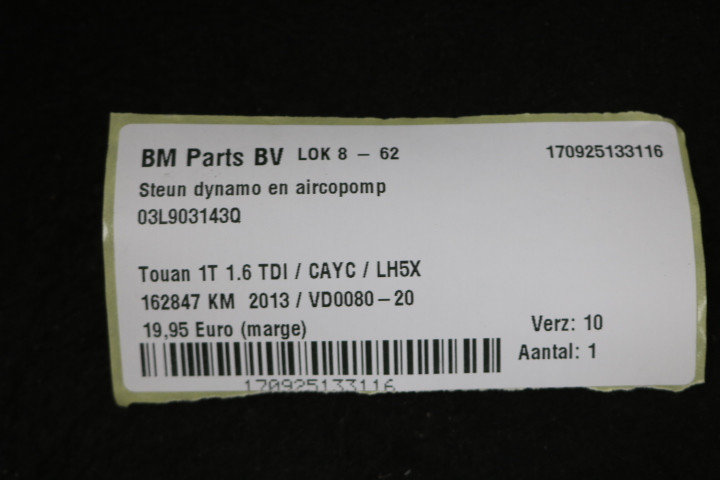 BM Parts BV LOK 8 - 62 170925133116
Steun dynamo en aircopomp
03L903143Q
Touan 1T 1.6 TDI / CAYC / LH5X
162847 KM 2013 / VD0080-20
19,95 Euro (marge) Verz: 10
Aantal: 1
170925133116